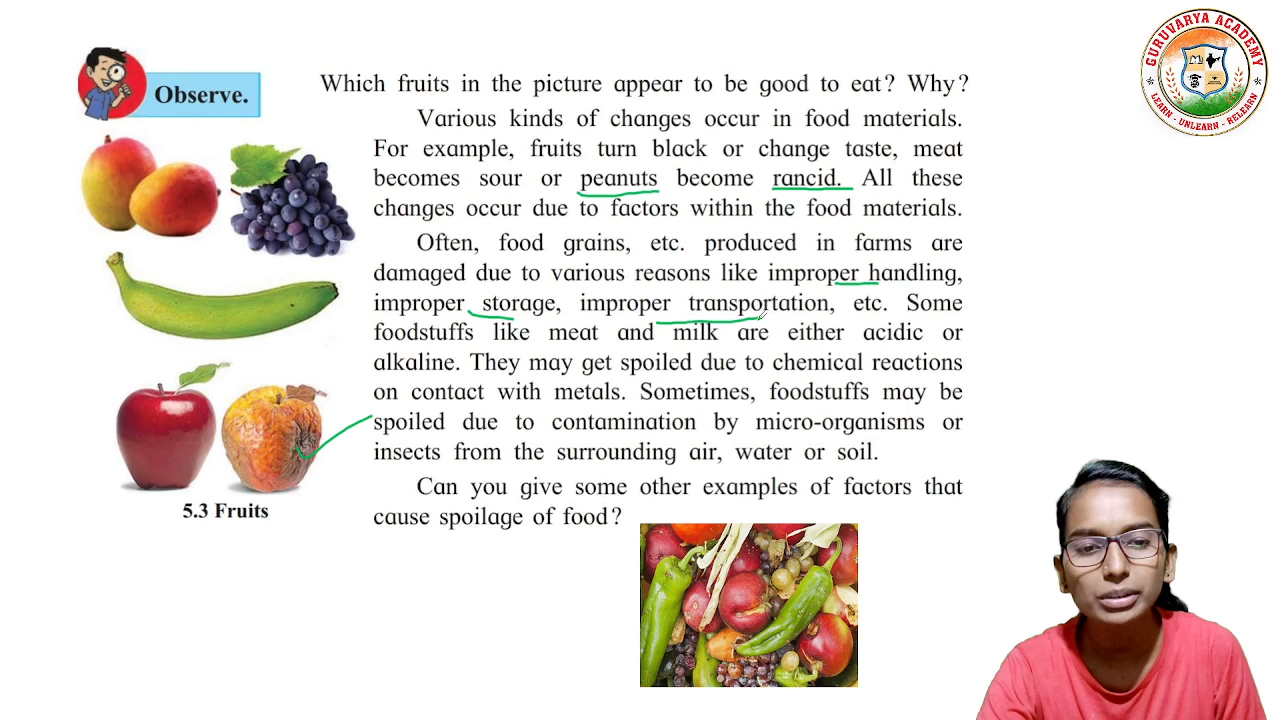 GURUVARYA ACADEMY
LEARN - UNLEARN - RELEARN
Observe.
Which fruits in the picture appear to be good to eat? Why?
Various kinds of changes occur in food materials.
For example, fruits turn black or change taste, meat
becomes sour or peanuts become rancid. All these
changes occur due to factors within the food materials.
Often, food grains, etc. produced in farms are
damaged due to various reasons like improper handling,
improper storage, improper transportation, etc. Some
foodstuffs like meat and milk are either acidic or
alkaline. They may get spoiled due to chemical reactions
on contact with metals. Sometimes, foodstuffs may be
spoiled due to contamination by micro-organisms or
insects from the surrounding air, water or soil.
Can you give some other examples of factors that
cause spoilage of food?
5.3 Fruits